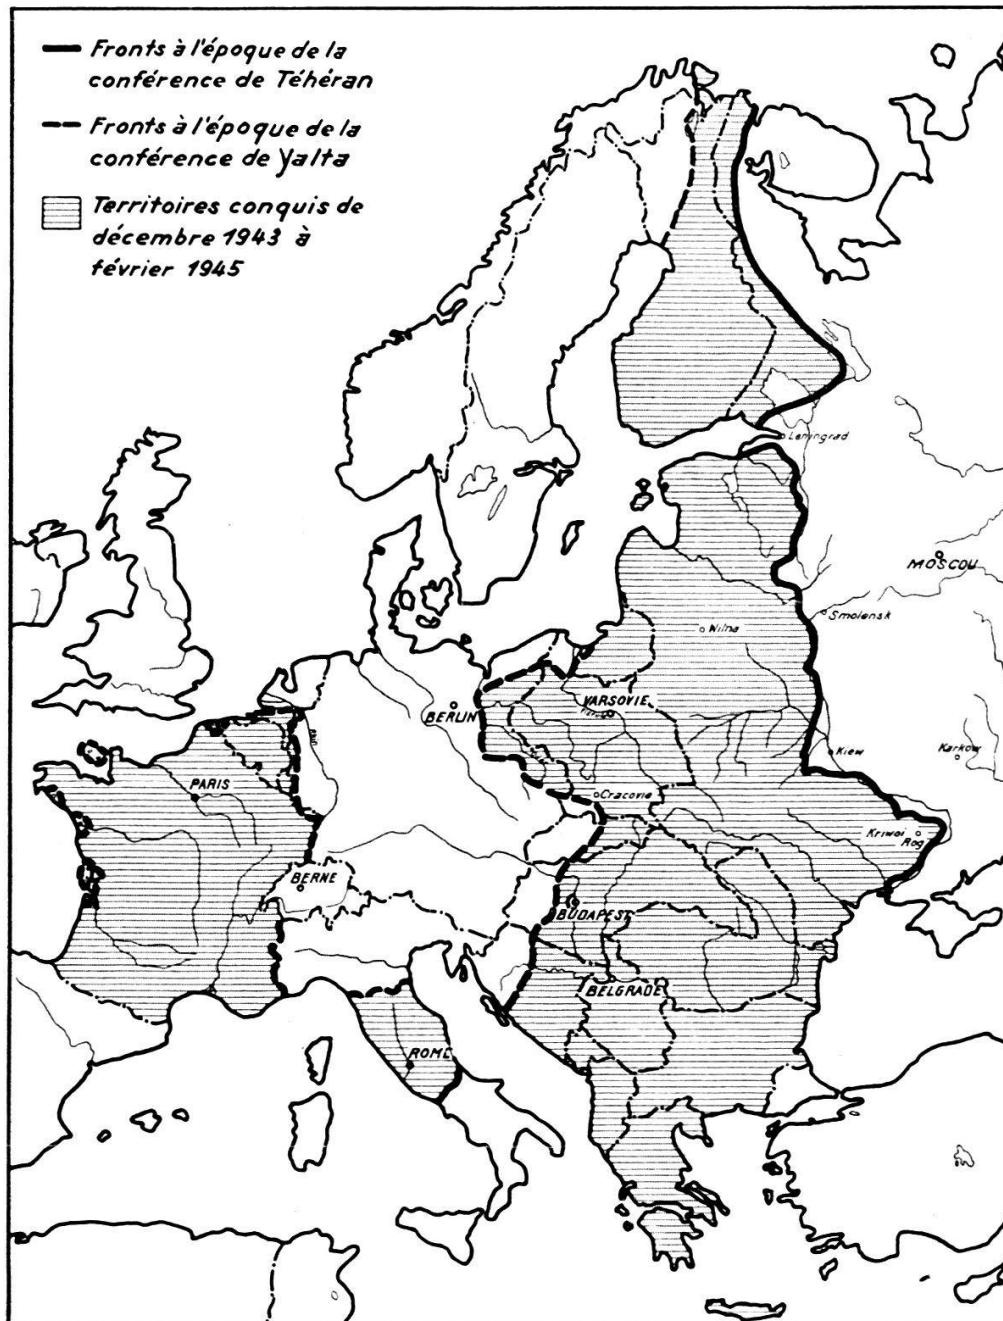 Fronts à l'époque de la
conférence de Téhéran
Fronts à l'époque de la
conférence de Yalta
Territoires conquis de
décembre 1943 à
février 1945
Leningrad
MOSCOU
Smolensk
Wilna
BERLIN
VARSOVIE
Kiew
Karkow
PARIS
Cracovie
Kriwoi
Rog
BERNE
BUDAPEST
BELGRADE
ROME